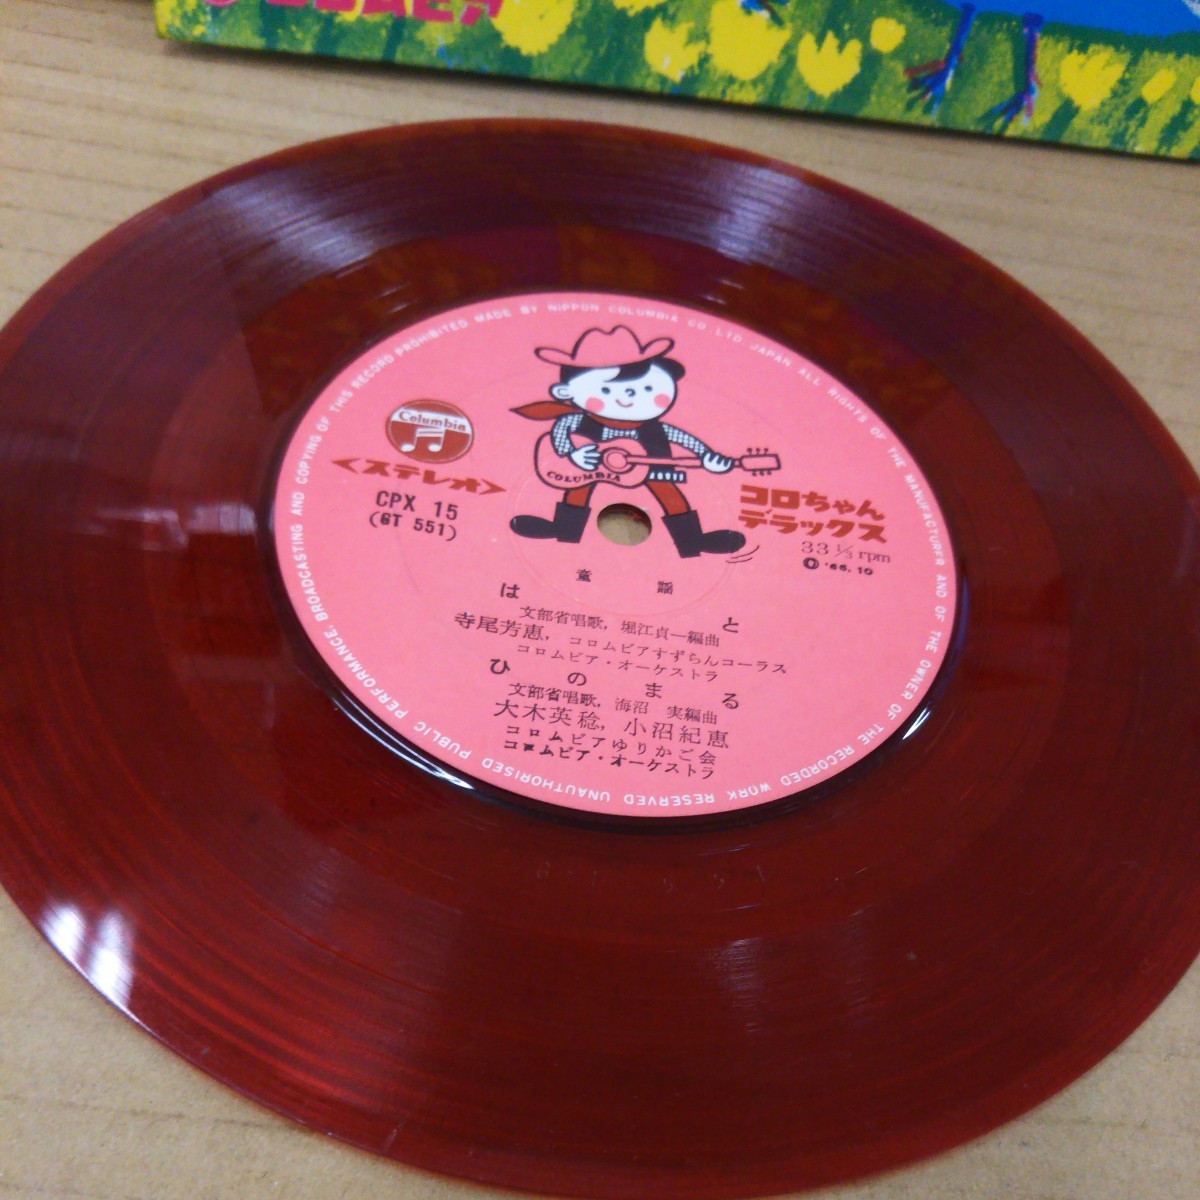 MADE BY NIPPON COLUMBIA CO LTD JAPAN ALL RIGHTS OF THE MANUFACTURER AND OF THE OWNER OF THE RECORDED WORK RESERVED UNAUTHORISED PUBLIC PERFORMANCE, BROADCASTING AND COPYING OF THIS RECORD PROHIBITED
Columbia
<ステレオ>
CPX 15
(GT 551)
COLUMBIA
コロちゃん
デラックス
33 ⅓ rpm
'66. 10
童謡
はと
文部省唱歌, 堀江貞一編曲
寺尾芳恵, コロムビアすずらんコーラス
コロムビア・オーケストラ
ひのまる
文部省唱歌, 海沼 実編曲
大木英稔, 小沼紀恵
コロムビアゆりかご会
コロムビア・オーケストラ